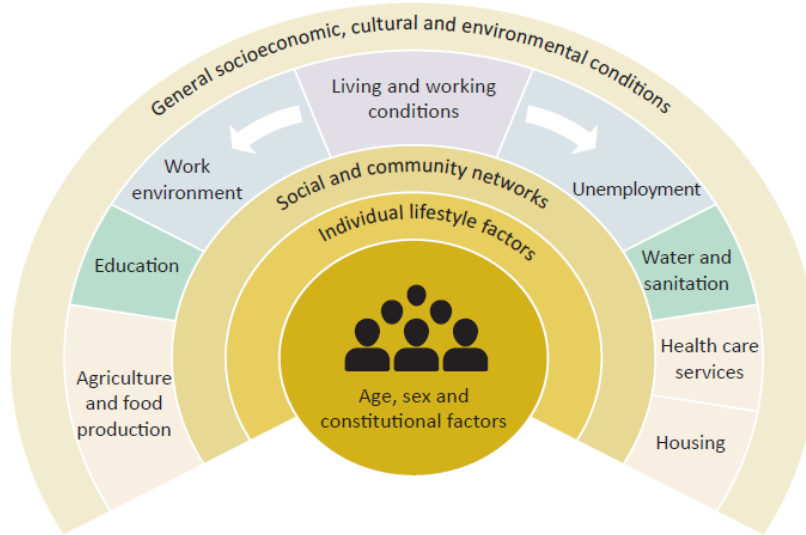 General socioeconomic, cultural and environmental conditions
Living and working
conditions
Work
environment
Unemployment
Social and community networks
Individual lifestyle factors
Education
Water and
sanitation
Agriculture
and food
production
Health care
services
Housing
Age, sex and
constitutional factors